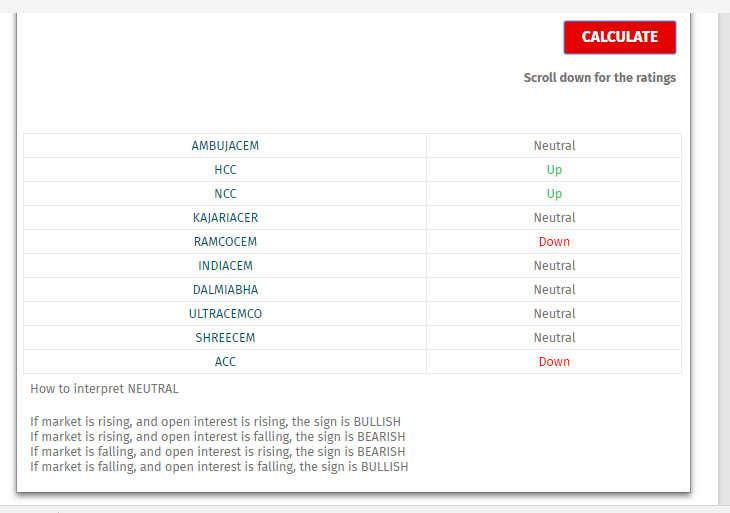 CALCULATE
Scroll down for the ratings
AMBUJACEM Neutral
HCC Up
NCC Up
KAJARIACER Neutral
RAMCOCEM Down
INDIACEM Neutral
DALMIABHA Neutral
ULTRACEMCO Neutral
SHREECEM Neutral
ACC Down
How to interpret NEUTRAL
If market is rising, and open interest is rising, the sign is BULLISH
If market is rising, and open interest is falling, the sign is BEARISH
If market is falling, and open interest is rising, the sign is BEARISH
If market is falling, and open interest is falling, the sign is BULLISH